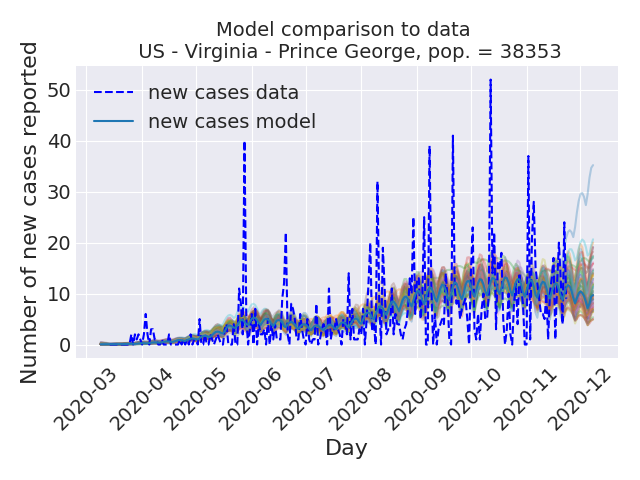 Model comparison to data
US - Virginia - Prince George, pop. = 38353
Number of new cases reported
50
40
30
20
10
0
new cases data
new cases model
2020-03
2020-04
2020-05
2020-06
2020-07
2020-08
2020-09
2020-10
2020-11
2020-12
Day